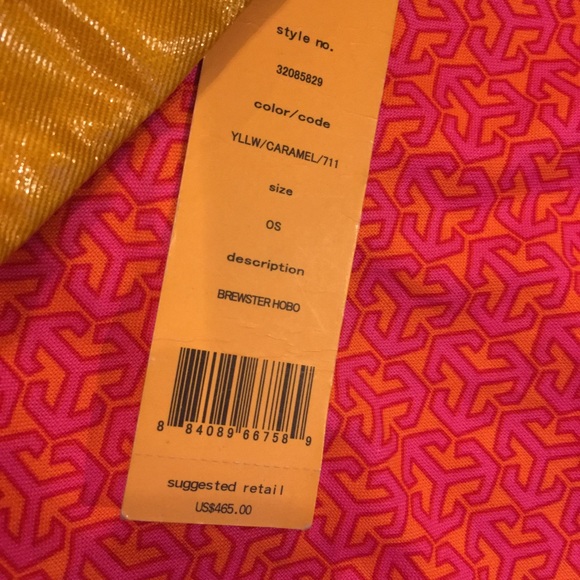 style no.
32085829
color/code
YLLW/CARAMEL/711
size
OS
description
BREWSTER HOBO
8 84089 66758 9
suggested retail
US$465.00